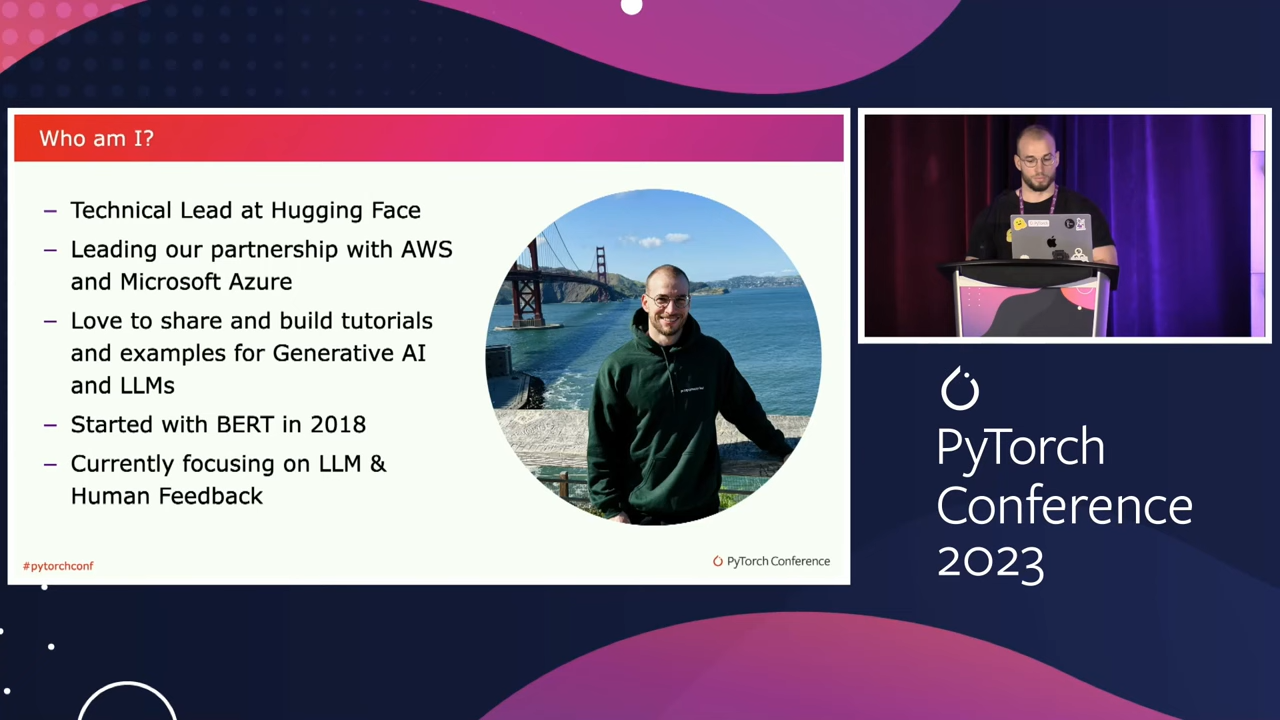 Who am I?
– Technical Lead at Hugging Face
– Leading our partnership with AWS
and Microsoft Azure
– Love to share and build tutorials
and examples for Generative AI
and LLMs
– Started with BERT in 2018
– Currently focusing on LLM &
Human Feedback
#pytorchconf
PyTorch Conference
PyTorch
Conference
2023